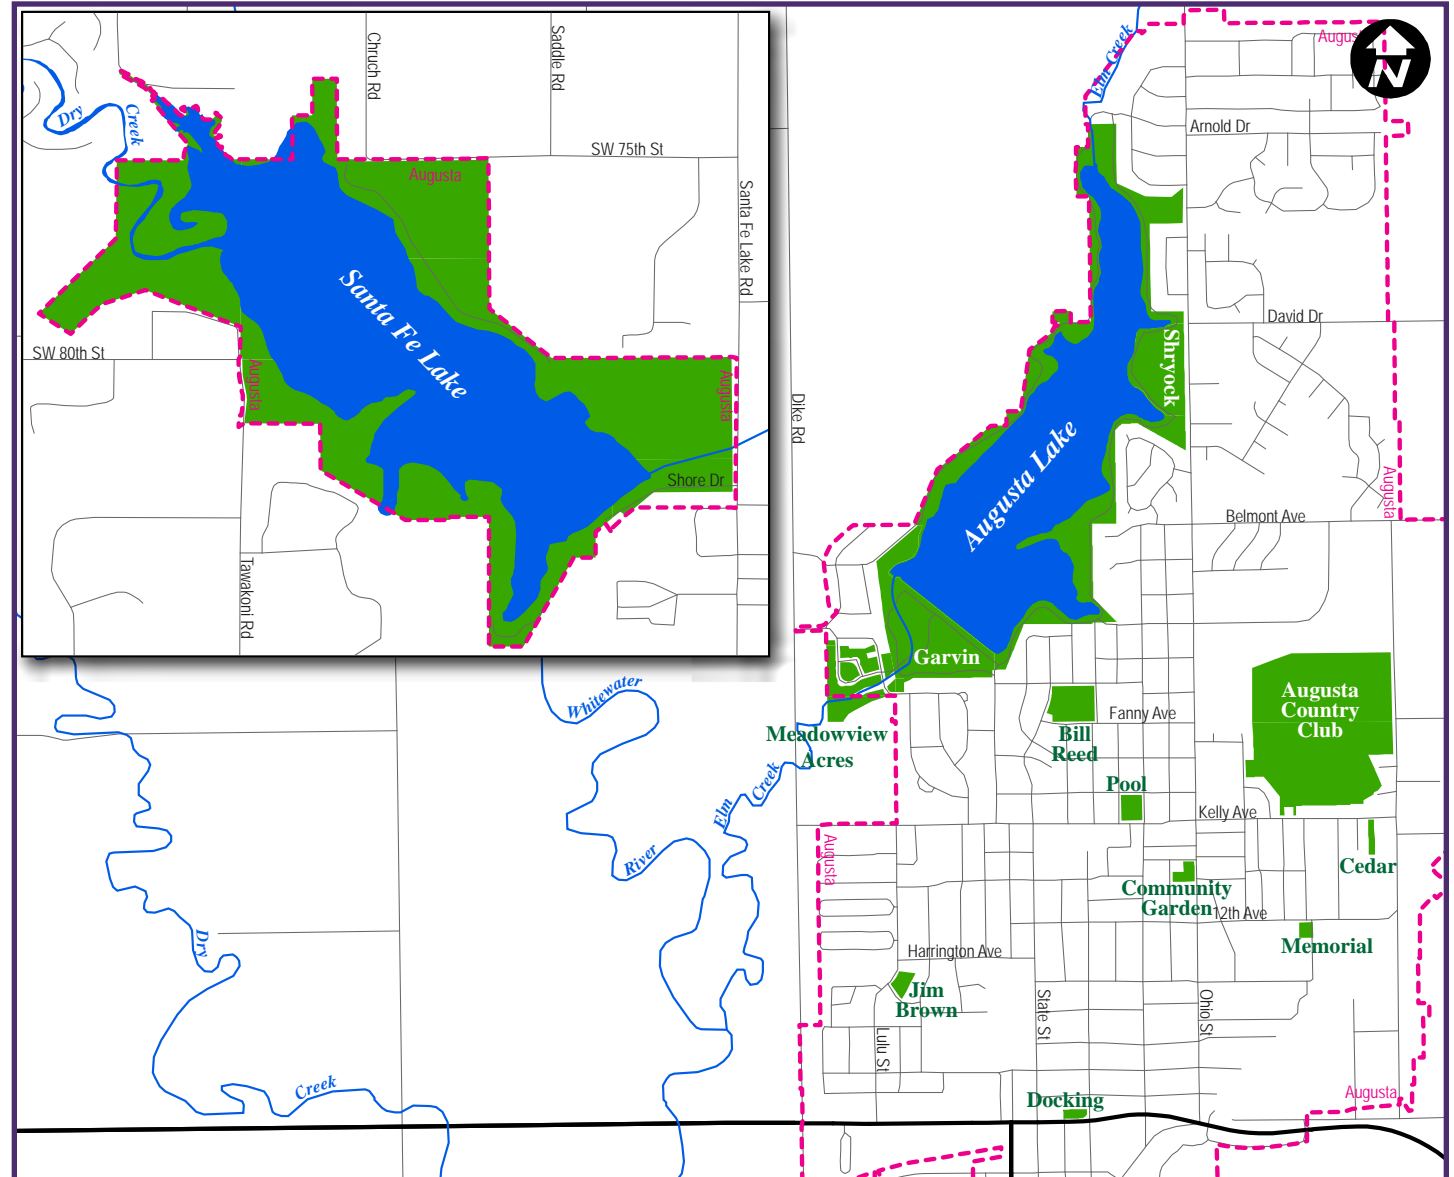 Chruch Rd
Saddle Rd
Dry
Creek
SW 75th St
Augusta
Santa Fe Lake Rd
Santa Fe Lake
SW 80th St
Augusta
Augusta
Shore Dr
Tawakoni Rd
Elm Creek
Augus
N
Arnold Dr
David Dr
Shryock
Dike Rd
Augusta Lake
Augusta
Belmont Ave
Garvin
Whitewater
Augusta
Country
Club
Fanny Ave
Meadowview
Acres
Bill
Reed
Pool
Elm
Creek
Kelly Ave
River
Augusta
Cedar
Community
Garden
12th Ave
Memorial
Dry
Harrington Ave
Jim
Brown
State St
Ohio St
Lulu St
Creek
Docking
Augusta